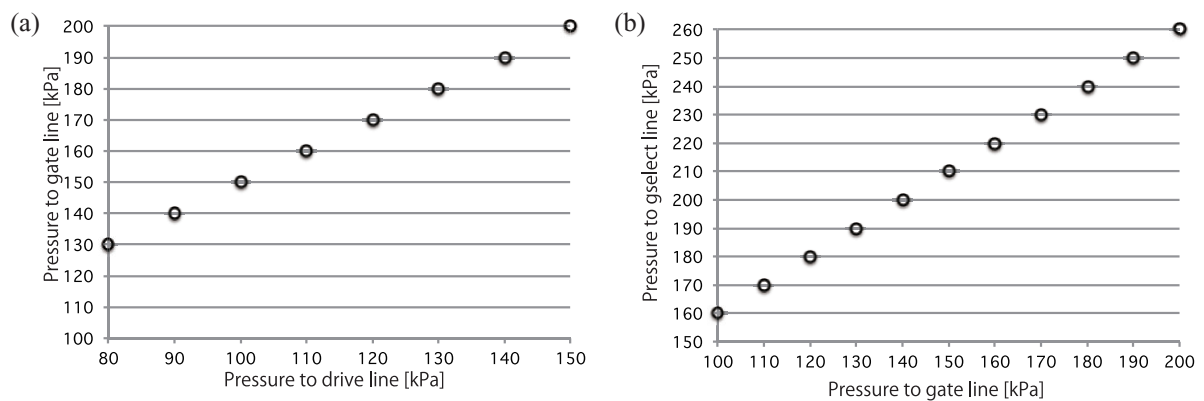 (a)
200
190
180
170
160
150
140
130
120
110
100
Pressure to gate line [kPa]
80 90 100 110 120 130 140 150
Pressure to drive line [kPa]
(b)
260
250
240
230
220
210
200
190
180
170
160
150
Pressure to gselect line [kPa]
100 110 120 130 140 150 160 170 180 190 200
Pressure to gate line [kPa]